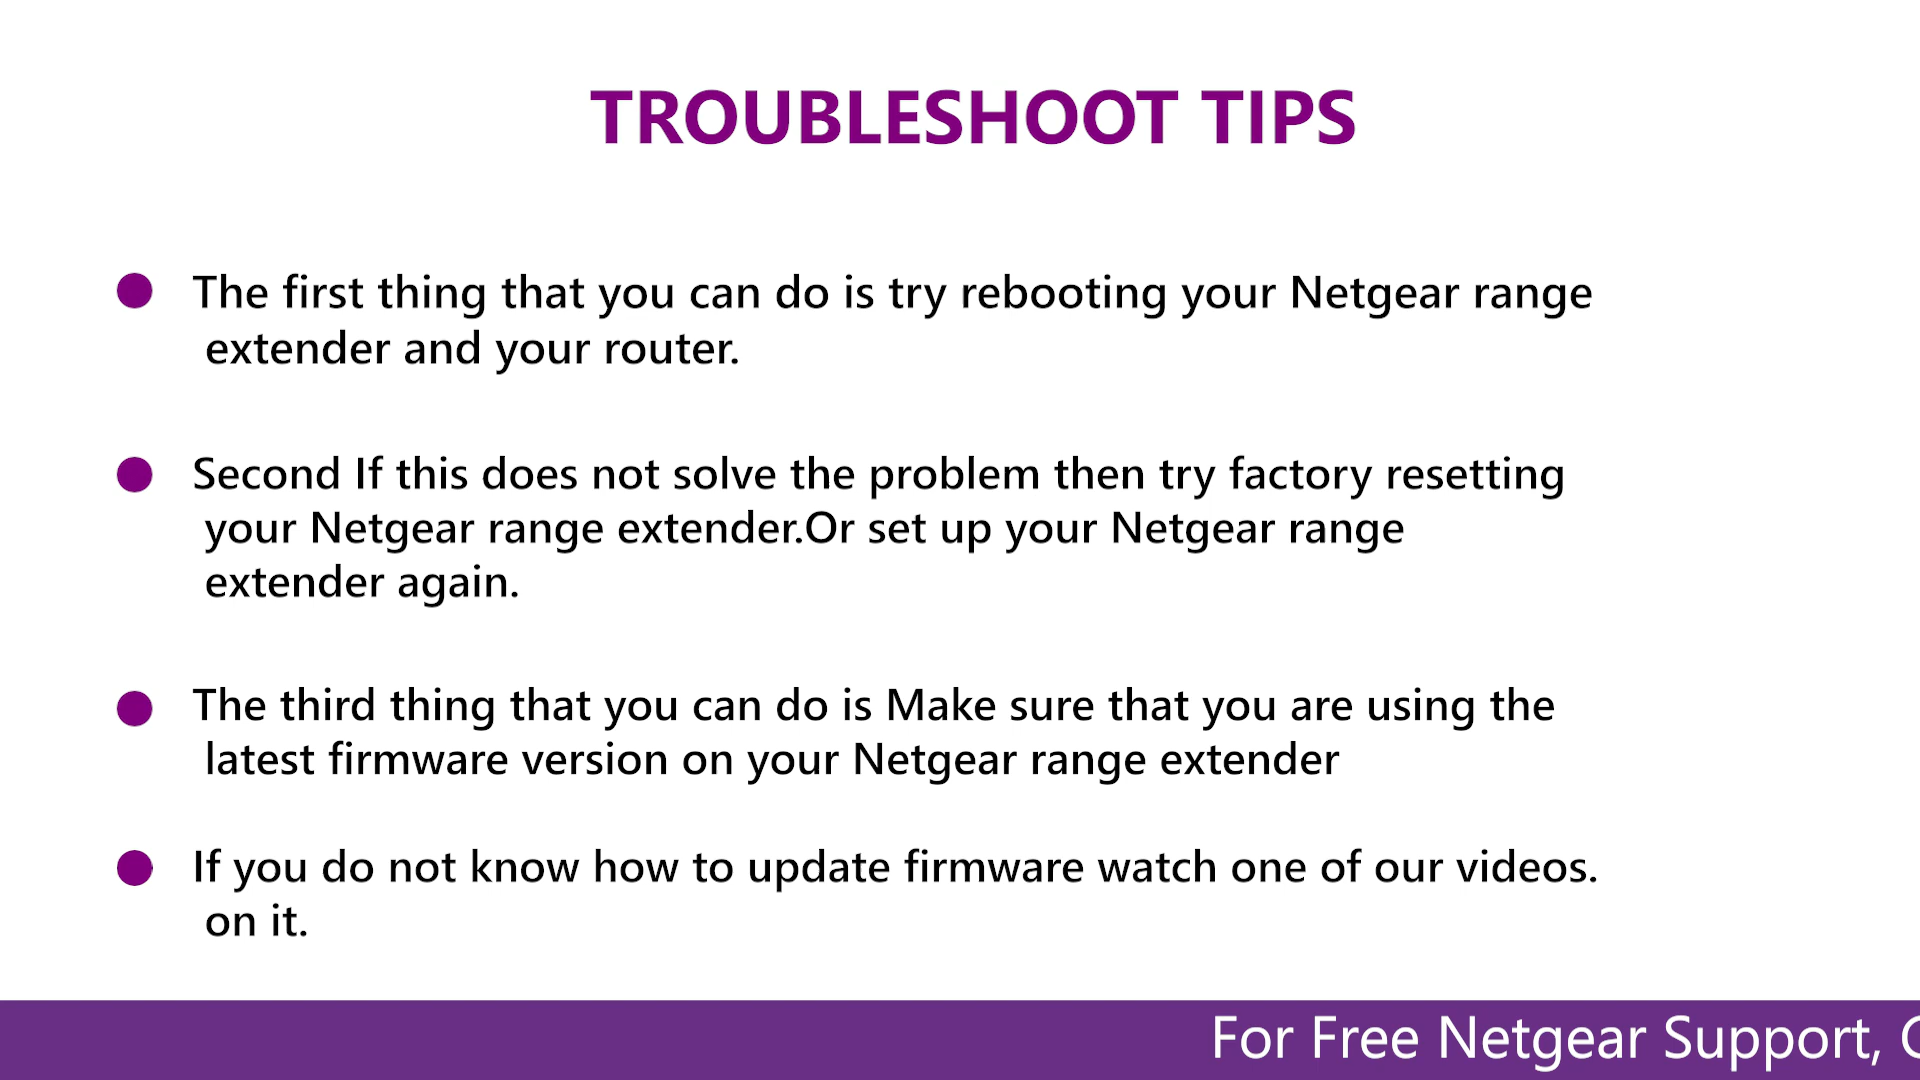 TROUBLESHOOT TIPS
The first thing that you can do is try rebooting your Netgear range
extender and your router.
Second If this does not solve the problem then try factory resetting
your Netgear range extender.Or set up your Netgear range
extender again.
The third thing that you can do is Make sure that you are using the
latest firmware version on your Netgear range extender
If you do not know how to update firmware watch one of our videos.
on it.
For Free Netgear Support,